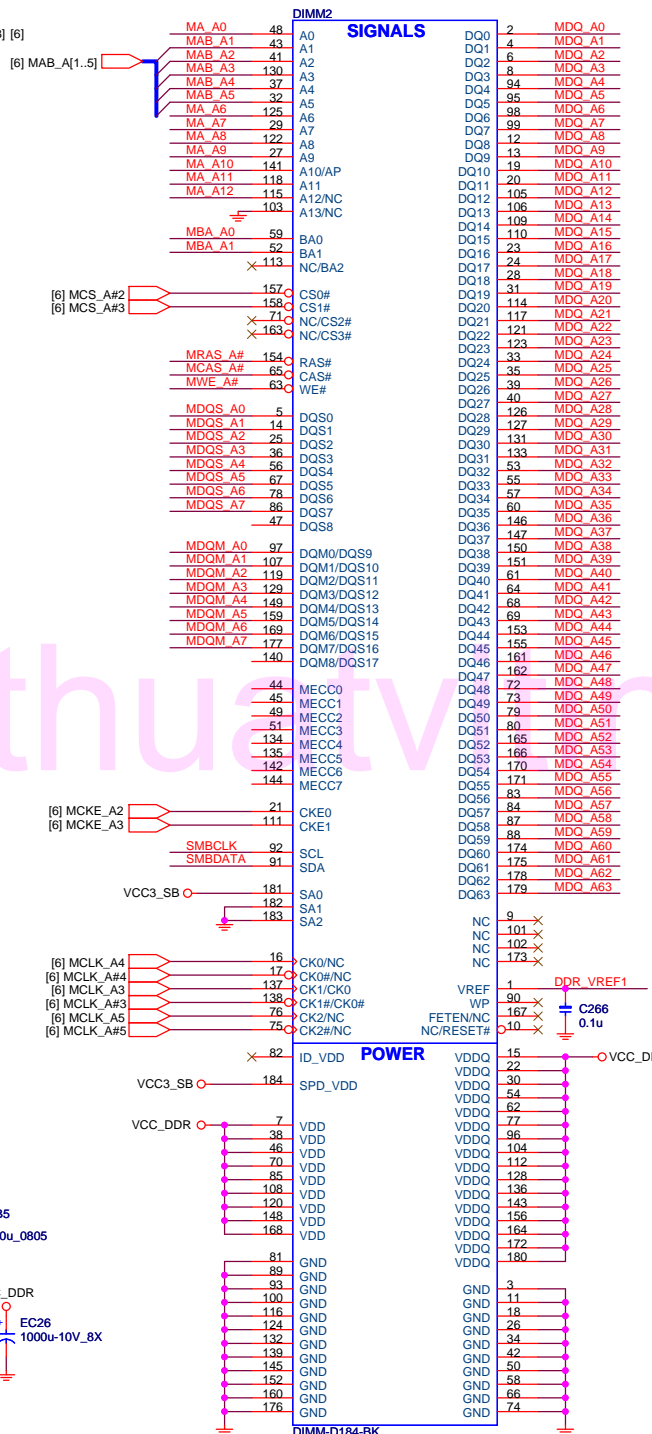 DIMM2
SIGNALS
[6]
[6] MAB_A[1..5]
MA_A0 48 A0
MAB_A1 43 A1
MAB_A2 41 A2
MAB_A3 130 A3
MAB_A4 37 A4
MAB_A5 32 A5
MA_A6 125 A6
MA_A7 29 A7
MA_A8 122 A8
MA_A9 27 A9
MA_A10 141 A10/AP
MA_A11 118 A11
MA_A12 115 A12/NC
103 A13/NC
MBA_A0 59 BA0
MBA_A1 52 BA1
113 NC/BA2
[6] MCS_A#2 157 CS0#
[6] MCS_A#3 158 CS1#
71 NC/CS2#
163 NC/CS3#
MRAS_A# 154 RAS#
MCAS_A# 65 CAS#
MWE_A# 63 WE#
MDQS_A0 5 DQS0
MDQS_A1 14 DQS1
MDQS_A2 25 DQS2
MDQS_A3 36 DQS3
MDQS_A4 56 DQS4
MDQS_A5 67 DQS5
MDQS_A6 78 DQS6
MDQS_A7 86 DQS7
47 DQS8
MDQM_A0 97 DQM0/DQS9
MDQM_A1 107 DQM1/DQS10
MDQM_A2 119 DQM2/DQS11
MDQM_A3 129 DQM3/DQS12
MDQM_A4 149 DQM4/DQS13
MDQM_A5 159 DQM5/DQS14
MDQM_A6 169 DQM6/DQS15
MDQM_A7 177 DQM7/DQS16
140 DQM8/DQS17
44 MECC0
45 MECC1
49 MECC2
51 MECC3
134 MECC4
135 MECC5
142 MECC6
144 MECC7
[6] MCKE_A2 21 CKE0
[6] MCKE_A3 111 CKE1
SMBCLK 92 SCL
SMBDATA 91 SDA
VCC3_SB 181 SA0
182 SA1
183 SA2
[6] MCLK_A4 16 CK0/NC
[6] MCLK_A#4 17 CK0#/NC
[6] MCLK_A3 137 CK1/CK0
[6] MCLK_A#3 138 CK1#/CK0#
[6] MCLK_A5 76 CK2/NC
[6] MCLK_A#5 75 CK2#/NC
DQ0 2 MDQ_A0
DQ1 4 MDQ_A1
DQ2 6 MDQ_A2
DQ3 8 MDQ_A3
DQ4 94 MDQ_A4
DQ5 95 MDQ_A5
DQ6 98 MDQ_A6
DQ7 99 MDQ_A7
DQ8 12 MDQ_A8
DQ9 13 MDQ_A9
DQ10 19 MDQ_A10
DQ11 20 MDQ_A11
DQ12 105 MDQ_A12
DQ13 106 MDQ_A13
DQ14 109 MDQ_A14
DQ15 110 MDQ_A15
DQ16 23 MDQ_A16
DQ17 24 MDQ_A17
DQ18 28 MDQ_A18
DQ19 31 MDQ_A19
DQ20 114 MDQ_A20
DQ21 117 MDQ_A21
DQ22 121 MDQ_A22
DQ23 123 MDQ_A23
DQ24 33 MDQ_A24
DQ25 35 MDQ_A25
DQ26 39 MDQ_A26
DQ27 40 MDQ_A27
DQ28 126 MDQ_A28
DQ29 127 MDQ_A29
DQ30 131 MDQ_A30
DQ31 133 MDQ_A31
DQ32 53 MDQ_A32
DQ33 55 MDQ_A33
DQ34 57 MDQ_A34
DQ35 60 MDQ_A35
DQ36 146 MDQ_A36
DQ37 147 MDQ_A37
DQ38 150 MDQ_A38
DQ39 151 MDQ_A39
DQ40 61 MDQ_A40
DQ41 64 MDQ_A41
DQ42 68 MDQ_A42
DQ43 69 MDQ_A43
DQ44 153 MDQ_A44
DQ45 155 MDQ_A45
DQ46 161 MDQ_A46
DQ47 162 MDQ_A47
DQ48 72 MDQ_A48
DQ49 73 MDQ_A49
DQ50 79 MDQ_A50
DQ51 80 MDQ_A51
DQ52 165 MDQ_A52
DQ53 166 MDQ_A53
DQ54 170 MDQ_A54
DQ55 171 MDQ_A55
DQ56 83 MDQ_A56
DQ57 84 MDQ_A57
DQ58 87 MDQ_A58
DQ59 88 MDQ_A59
DQ60 174 MDQ_A60
DQ61 175 MDQ_A61
DQ62 178 MDQ_A62
DQ63 179 MDQ_A63
NC 9
NC 101
NC 102
NC 173
VREF 1 DDR_VREF1
WP 90
FETEN/NC 167
NC/RESET# 10
C266
0.1u
POWER
82 ID_VDD
VCC3_SB 184 SPD_VDD
VCC_DDR 7 VDD
38 VDD
46 VDD
70 VDD
85 VDD
108 VDD
120 VDD
148 VDD
168 VDD
81 GND
89 GND
93 GND
100 GND
116 GND
124 GND
132 GND
139 GND
145 GND
152 GND
160 GND
176 GND
VDDQ 15
VDDQ 22
VDDQ 30
VDDQ 54
VDDQ 62
VDDQ 77
VDDQ 96
VDDQ 104
VDDQ 112
VDDQ 128
VDDQ 136
VDDQ 143
VDDQ 156
VDDQ 164
VDDQ 172
VDDQ 180
GND 3
GND 11
GND 18
GND 26
GND 34
GND 42
GND 50
GND 58
GND 66
GND 74
0u_0805
_DDR
EC26
1000u-10V_8X
DIMM-D184-BK
thuatv